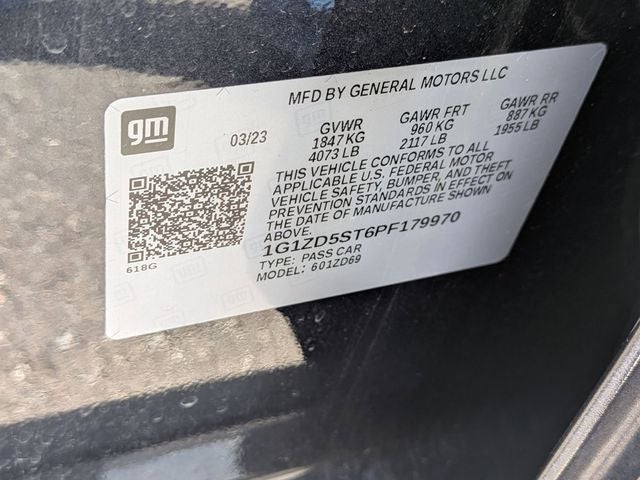 MFD BY GENERAL MOTORS LLC
gm
03/23
GVWR
1847 KG
4073 LB
GAWR FRT
960 KG
2117 LB
GAWR RR
887 KG
1955 LB
THIS VEHICLE CONFORMS TO ALL
APPLICABLE U.S. FEDERAL MOTOR
VEHICLE SAFETY, BUMPER, AND THEFT
PREVENTION STANDARDS IN EFFECT ON
THE DATE OF MANUFACTURE SHOWN
1G1ZD5ST6PF179970
TYPE: PASS CAR
MODEL: 601ZD69
618G